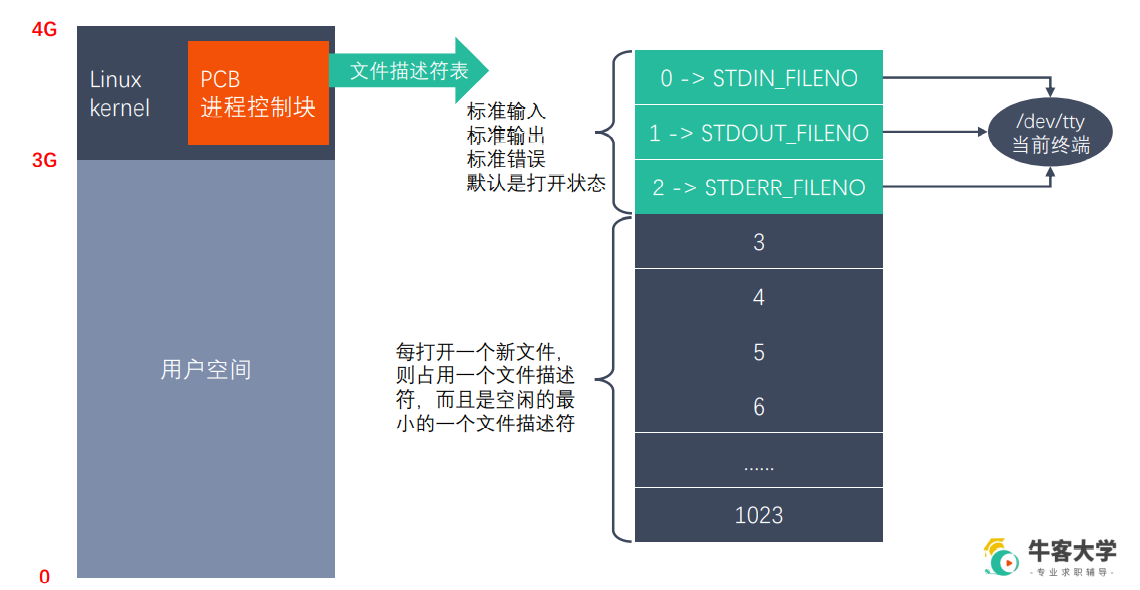 4G
Linux
kernel
PCB
进程控制块
文件描述符表
3G
用户空间
0
标准输入
标准输出
标准错误
默认是打开状态
0 -> STDIN_FILENO
1 -> STDOUT_FILENO
2 -> STDERR_FILENO
/dev/tty
当前终端
每打开一个新文件，
则占用一个文件描述
符，而且是空闲的最
小的一个文件描述符
3
4
5
6
......
1023
牛客大学
-专业求职辅导-